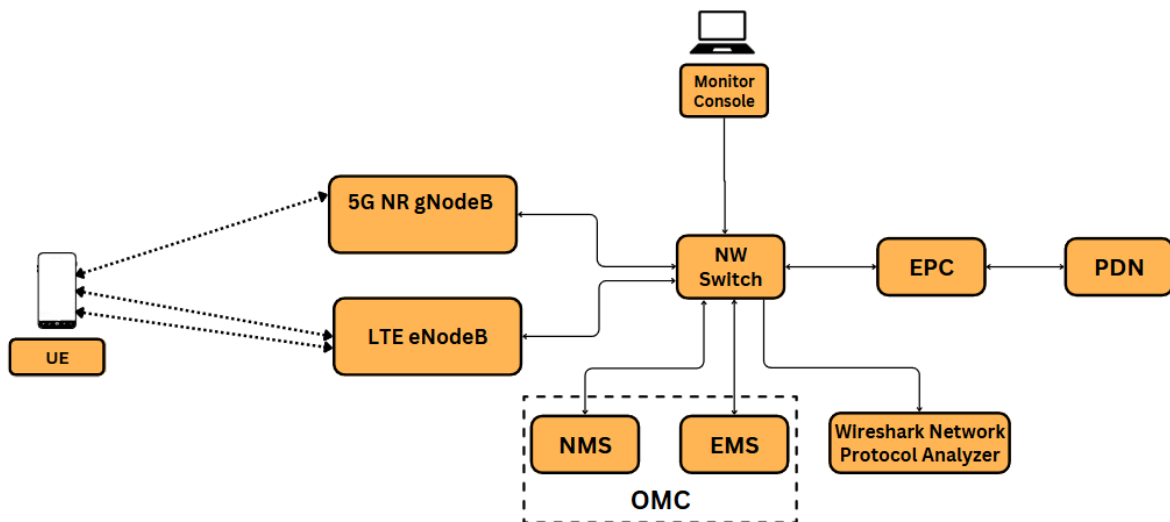 Monitor
Console
5G NR gNodeB
NW
Switch
EPC
PDN
LTE eNodeB
UE
NMS
EMS
WIreshark Network
Protocol Analyzer
OMC